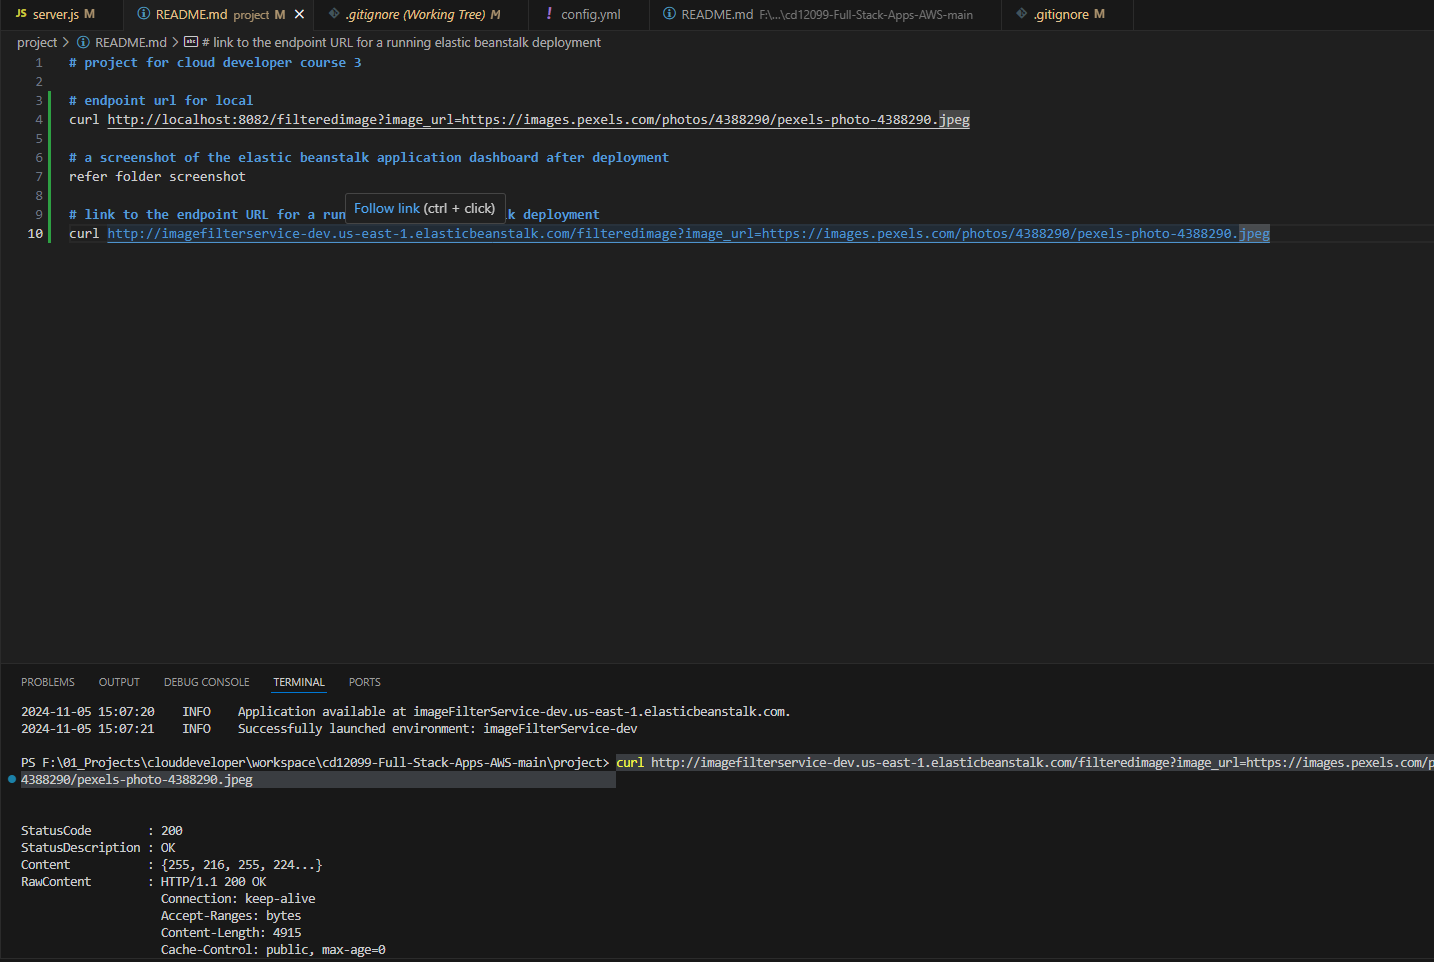 JS server.js M README.md project M .gitignore (Working Tree) M ! config.yml README.md F:\...\cd12099-Full-Stack-Apps-AWS-main .gitignore M
project > README.md > abc # link to the endpoint URL for a running elastic beanstalk deployment
1 # project for cloud developer course 3
2
3 # endpoint url for local
4 curl http://localhost:8082/filteredimage?image_url=https://images.pexels.com/photos/4388290/pexels-photo-4388290.jpeg
5
6 # a screenshot of the elastic beanstalk application dashboard after deployment
7 refer folder screenshot
8
Follow link (ctrl + click)
9 # link to the endpoint URL for a run k deployment
10 curl http://imagefilterservice-dev.us-east-1.elasticbeanstalk.com/filteredimage?image_url=https://images.pexels.com/photos/4388290/pexels-photo-4388290.jpeg
PROBLEMS OUTPUT DEBUG CONSOLE TERMINAL PORTS
2024-11-05 15:07:20 INFO Application available at imageFilterService-dev.us-east-1.elasticbeanstalk.com.
2024-11-05 15:07:21 INFO Successfully launched environment: imageFilterService-dev
PS F:\01_Projects\clouddeveloper\workspace\cd12099-Full-Stack-Apps-AWS-main\project> curl http://imagefilterservice-dev.us-east-1.elasticbeanstalk.com/filteredimage?image_url=https://images.pexels.com/p
4388290/pexels-photo-4388290.jpeg
StatusCode : 200
StatusDescription : OK
Content : {255, 216, 255, 224...}
RawContent : HTTP/1.1 200 OK
Connection: keep-alive
Accept-Ranges: bytes
Content-Length: 4915
Cache-Control: public, max-age=0